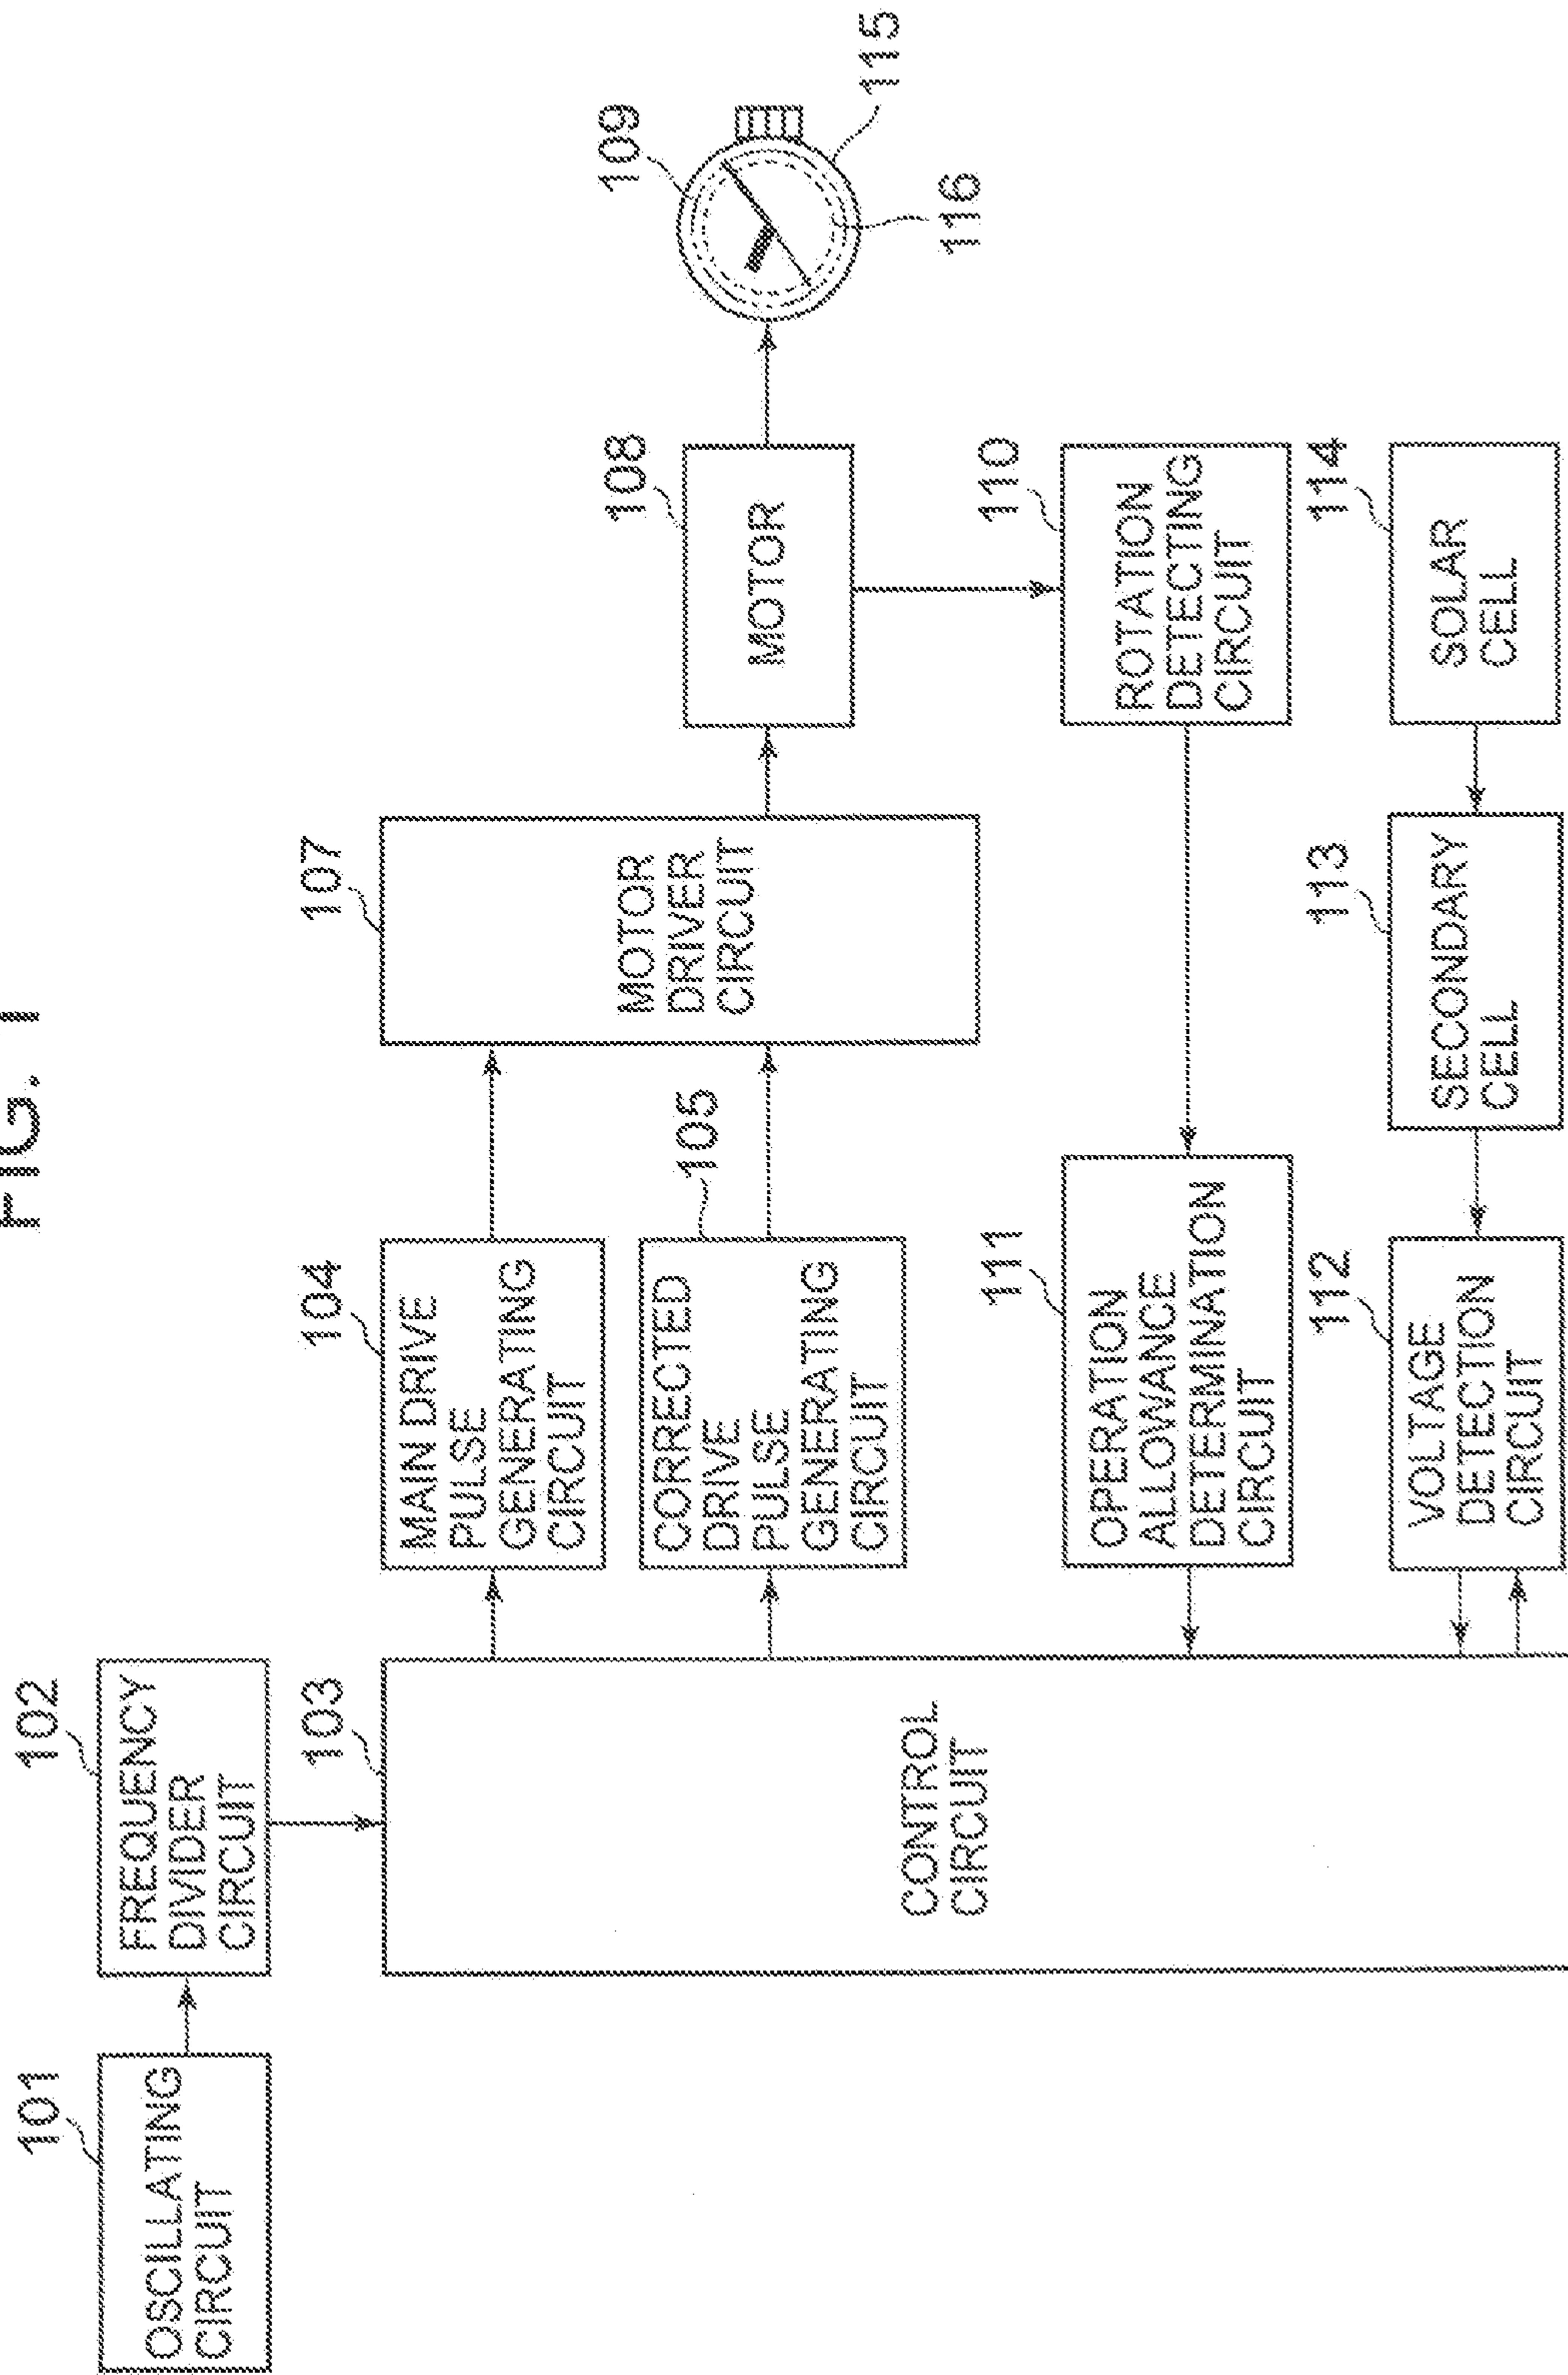 FIG. 1
101
OSCILLATING
CIRCUIT
102
FREQUENCY
DIVIDER
CIRCUIT
103
CONTROL
CIRCUIT
104
MAIN DRIVE
PULSE
GENERATING
CIRCUIT
105
CORRECTED
DRIVE
PULSE
GENERATING
CIRCUIT
107
MOTOR
DRIVER
CIRCUIT
108
MOTOR
109
115
116
110
ROTATION
DETECTING
CIRCUIT
111
OPERATION
ALLOWANCE
DETERMINATION
CIRCUIT
112
VOLTAGE
DETECTION
CIRCUIT
113
SECONDARY
CELL
114
SOLAR
CELL